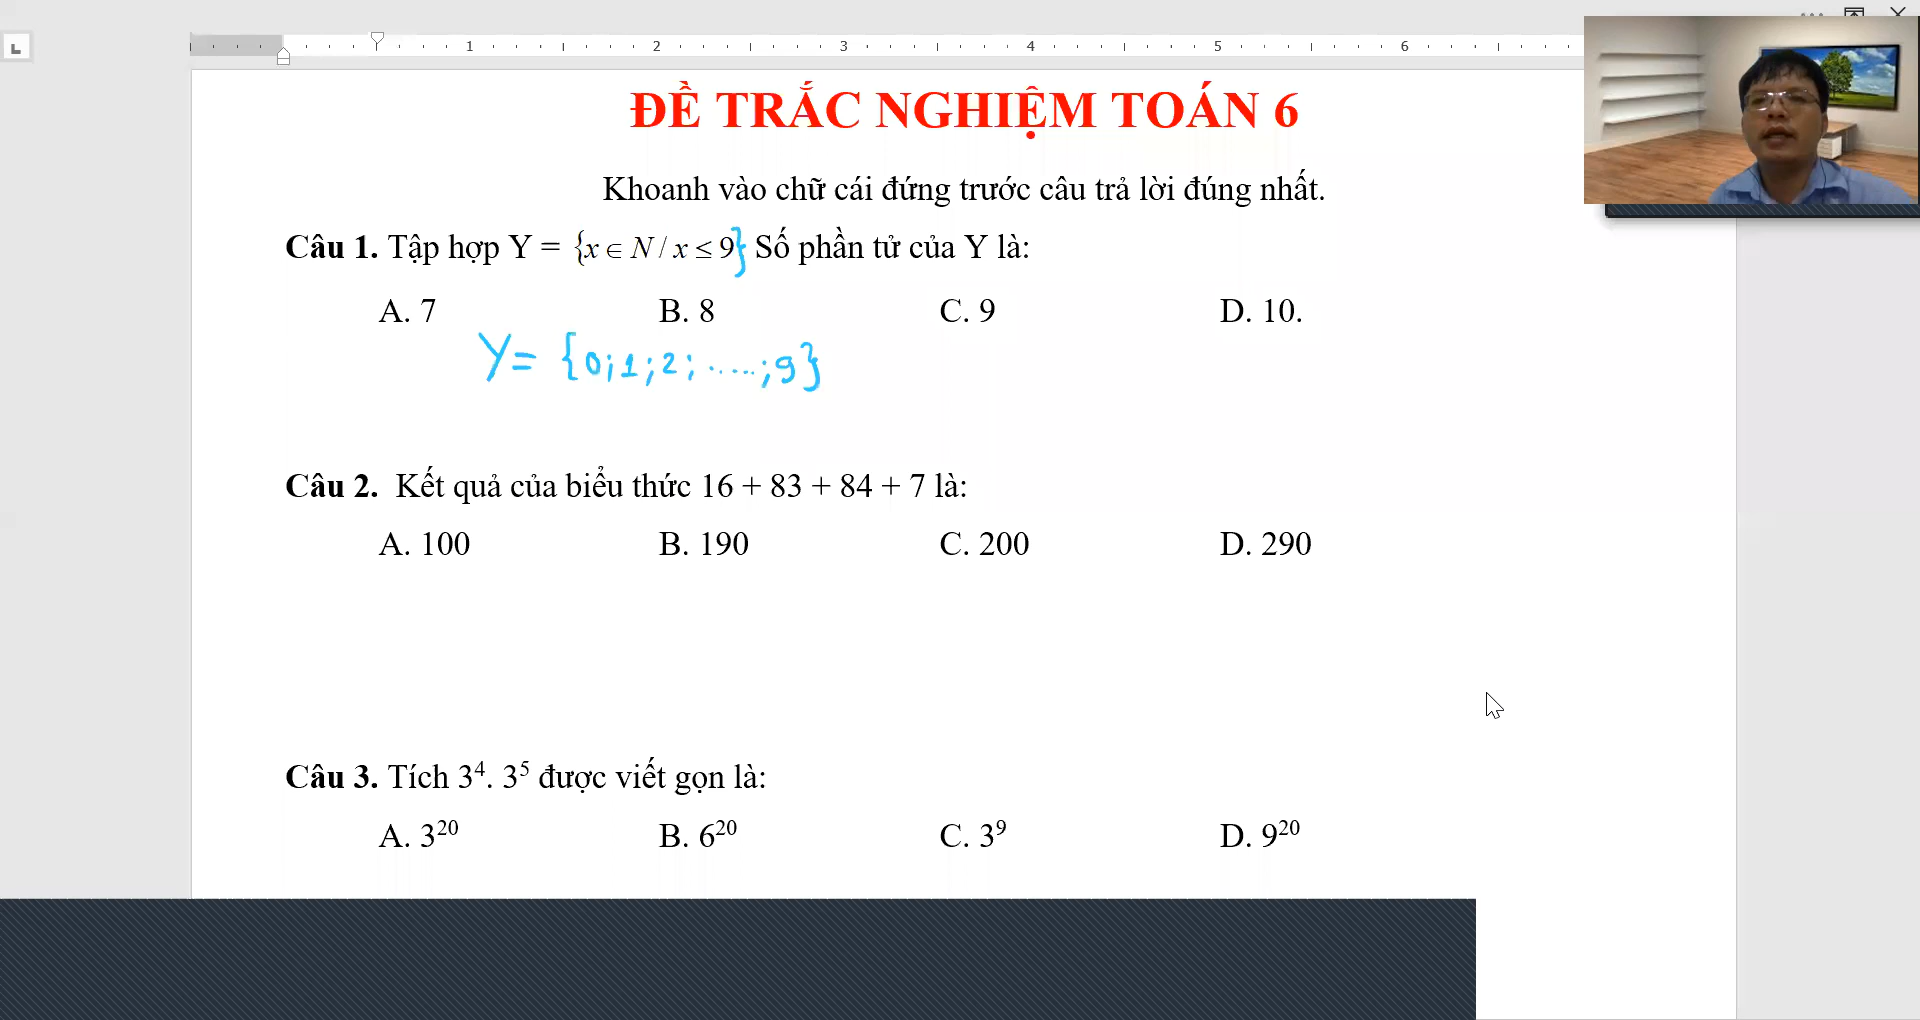 1 2 3 4 5 6
ĐỀ TRẮC NGHIỆM TOÁN 6
Khoanh vào chữ cái đứng trước câu trả lời đúng nhất.
Câu 1. Tập hợp Y = {x ∈ N / x ≤ 9} Số phần tử của Y là:
A. 7 B. 8 C. 9 D. 10.
Y = {0; 1; 2; .....; 9}
Câu 2. Kết quả của biểu thức 16 + 83 + 84 + 7 là:
A. 100 B. 190 C. 200 D. 290
Câu 3. Tích 3⁴. 3⁵ được viết gọn là:
A. 3²⁰ B. 6²⁰ C. 3⁹ D. 9²⁰